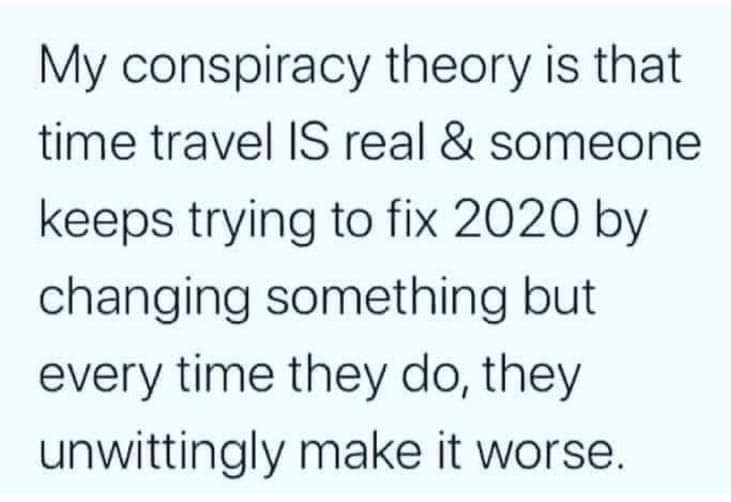 My conspiracy theory is that
time travel IS real & someone
keeps trying to fix 2020 by
changing something but
every time they do, they
unwittingly make it worse.